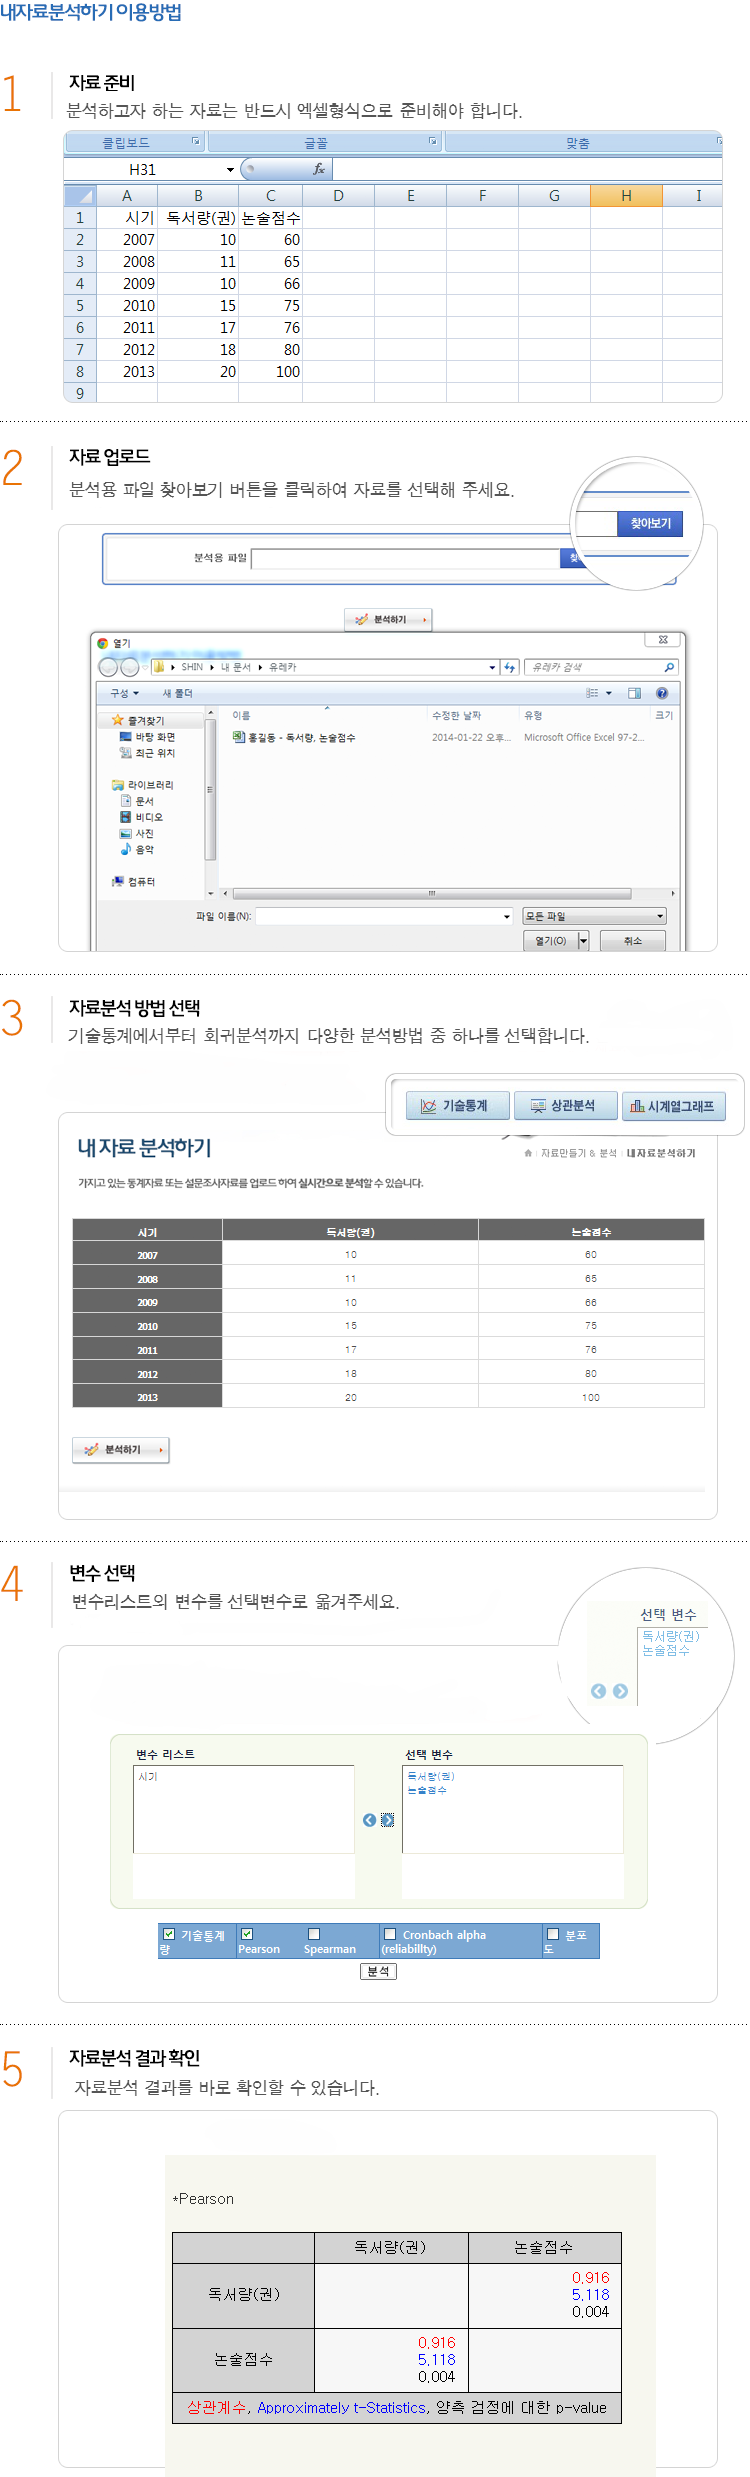 내자료분석하기 이용방법
1
자료 준비
분석하고자 하는 자료는 반드시 엑셀형식으로 준비해야 합니다.
클립보드 글꼴 맞춤
H31 fx
A B C D E F G H I
1 시기 독서량(권) 논술점수
2 2007 10 60
3 2008 11 65
4 2009 10 66
5 2010 15 75
6 2011 17 76
7 2012 18 80
8 2013 20 100
9
2
자료 업로드
분석용 파일 찾아보기 버튼을 클릭하여 자료를 선택해 주세요.
찾아보기
분석용 파일
분석하기
열기
SHIN 내 문서 유레카 유레카 검색
구성 새 폴더
즐겨찾기 이름 수정한 날짜 유형 크기
바탕 화면 홍길동 - 독서량, 논술점수 2014-01-22 오후... Microsoft Office Excel 97-2...
최근 위치
라이브러리
문서
비디오
사진
음악
컴퓨터
파일 이름(N): 모든 파일
열기(O) 취소
3
자료분석 방법 선택
기술통계에서부터 회귀분석까지 다양한 분석방법 중 하나를 선택합니다.
기술통계 상관분석 시계열그래프
내 자료 분석하기
자료만들기 & 분석 내자료분석하기
가지고 있는 통계자료 또는 설문조사자료를 업로드 하여 실시간으로 분석할 수 있습니다.
시기 독서량(권) 논술점수
2007 10 60
2008 11 65
2009 10 66
2010 15 75
2011 17 76
2012 18 80
2013 20 100
분석하기
4
변수 선택
변수리스트의 변수를 선택변수로 옮겨주세요.
선택 변수
독서량(권)
논술점수
변수 리스트 선택 변수
시기 독서량(권)
논술점수
기술통계 Cronbach alpha 분포
량 Pearson Spearman (reliabillty) 도
분석
5
자료분석 결과 확인
자료분석 결과를 바로 확인할 수 있습니다.
*Pearson
독서량(권) 논술점수
독서량(권) 0,916
5,118
0,004
논술점수 0,916
5,118
0,004
상관계수, Approximately t-Statistics, 양측 검정에 대한 p-value